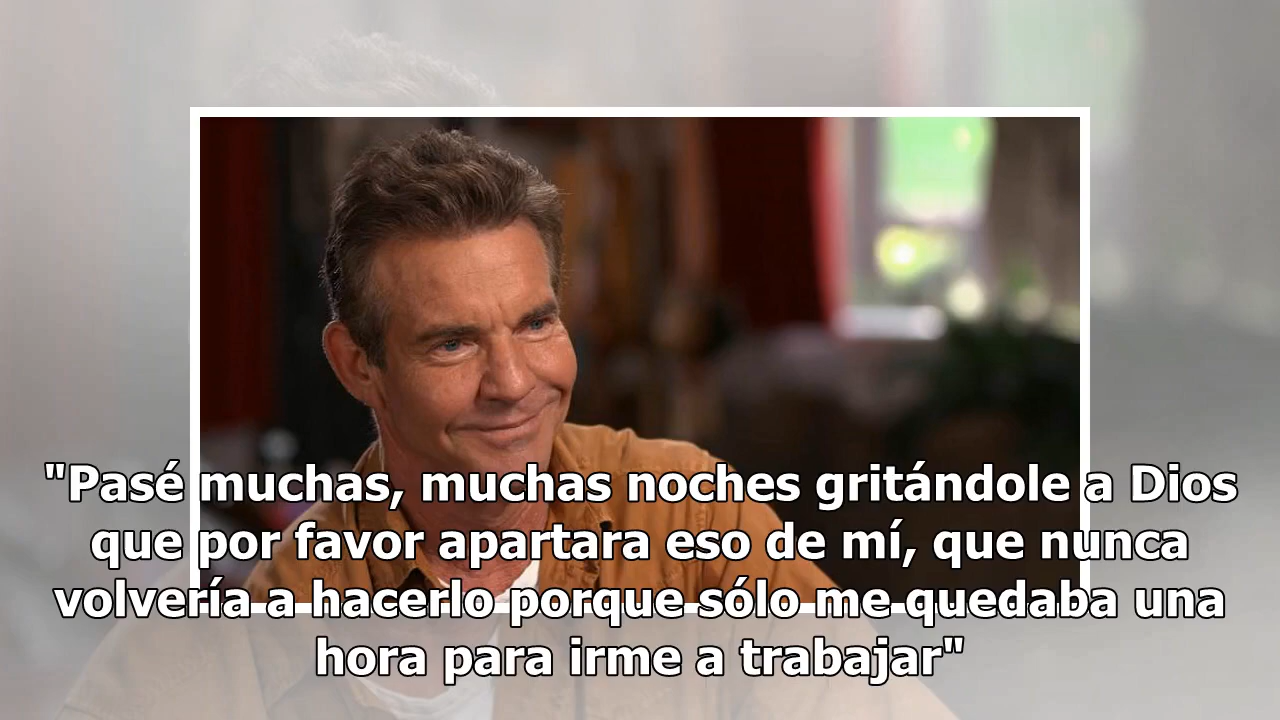 "Pasé muchas, muchas noches gritándole a Dios
que por favor apartara eso de mí, que nunca
volvería a hacerlo porque sólo me quedaba una
hora para irme a trabajar"